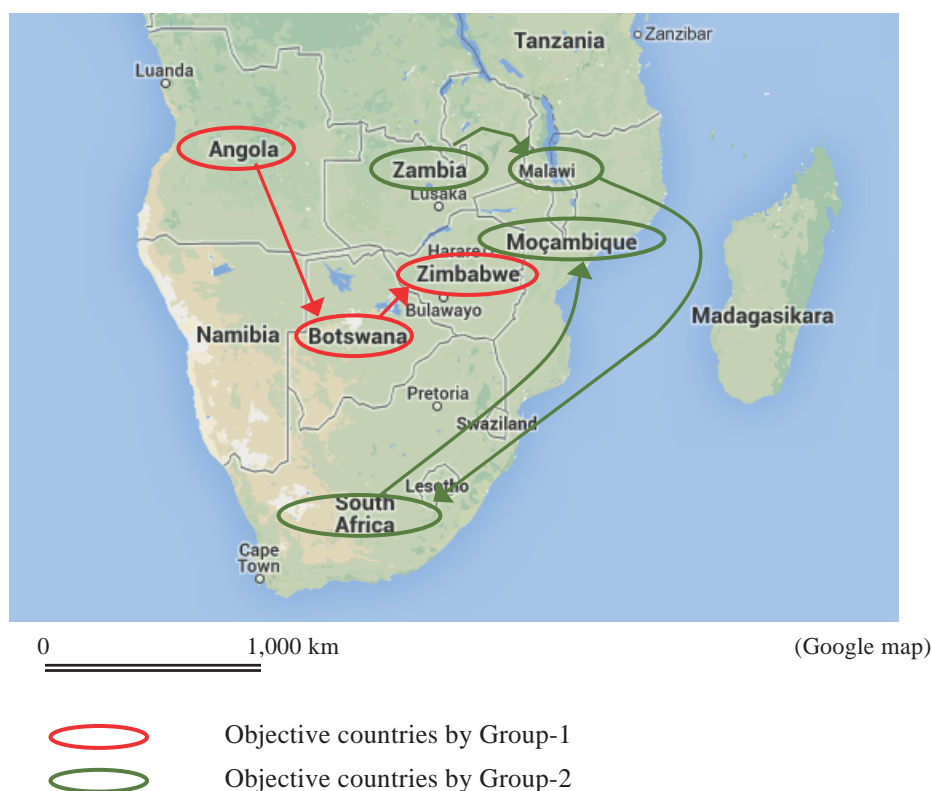 Tanzania
Zanzibar
Luanda
Angola
Zambia
Malawi
Lusaka
Moçambique
Harare
Zimbabwe
Bulawayo
Madagasikara
Namibia
Botswana
Pretoria
Swaziland
Lesotho
South
Africa
Cape
Town
0 1,000 km (Google map)
Objective countries by Group-1
Objective countries by Group-2